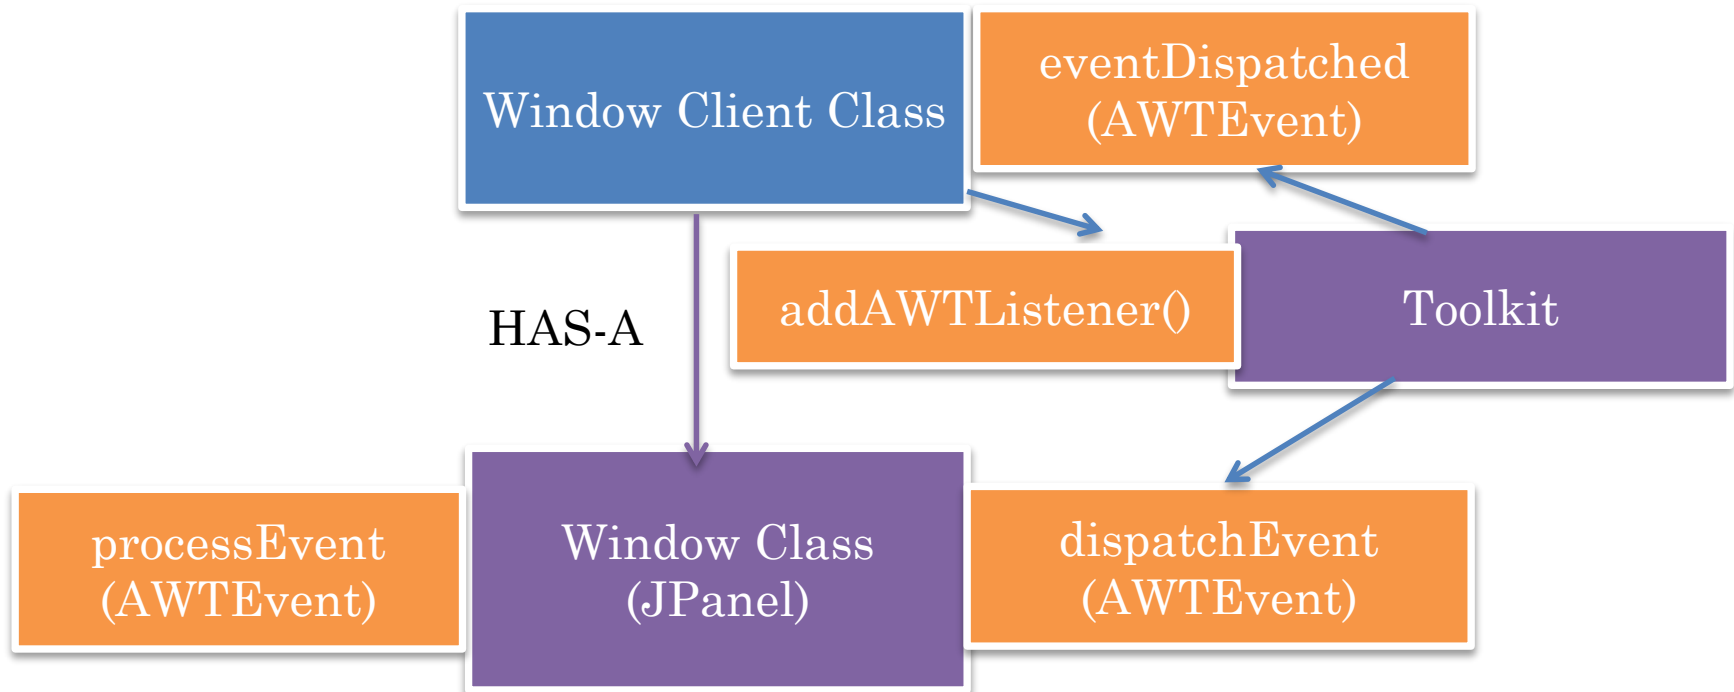 Window Client Class
eventDispatched
(AWTEvent)
HAS-A
addAWTListener()
Toolkit
processEvent
(AWTEvent)
Window Class
(JPanel)
dispatchEvent
(AWTEvent)